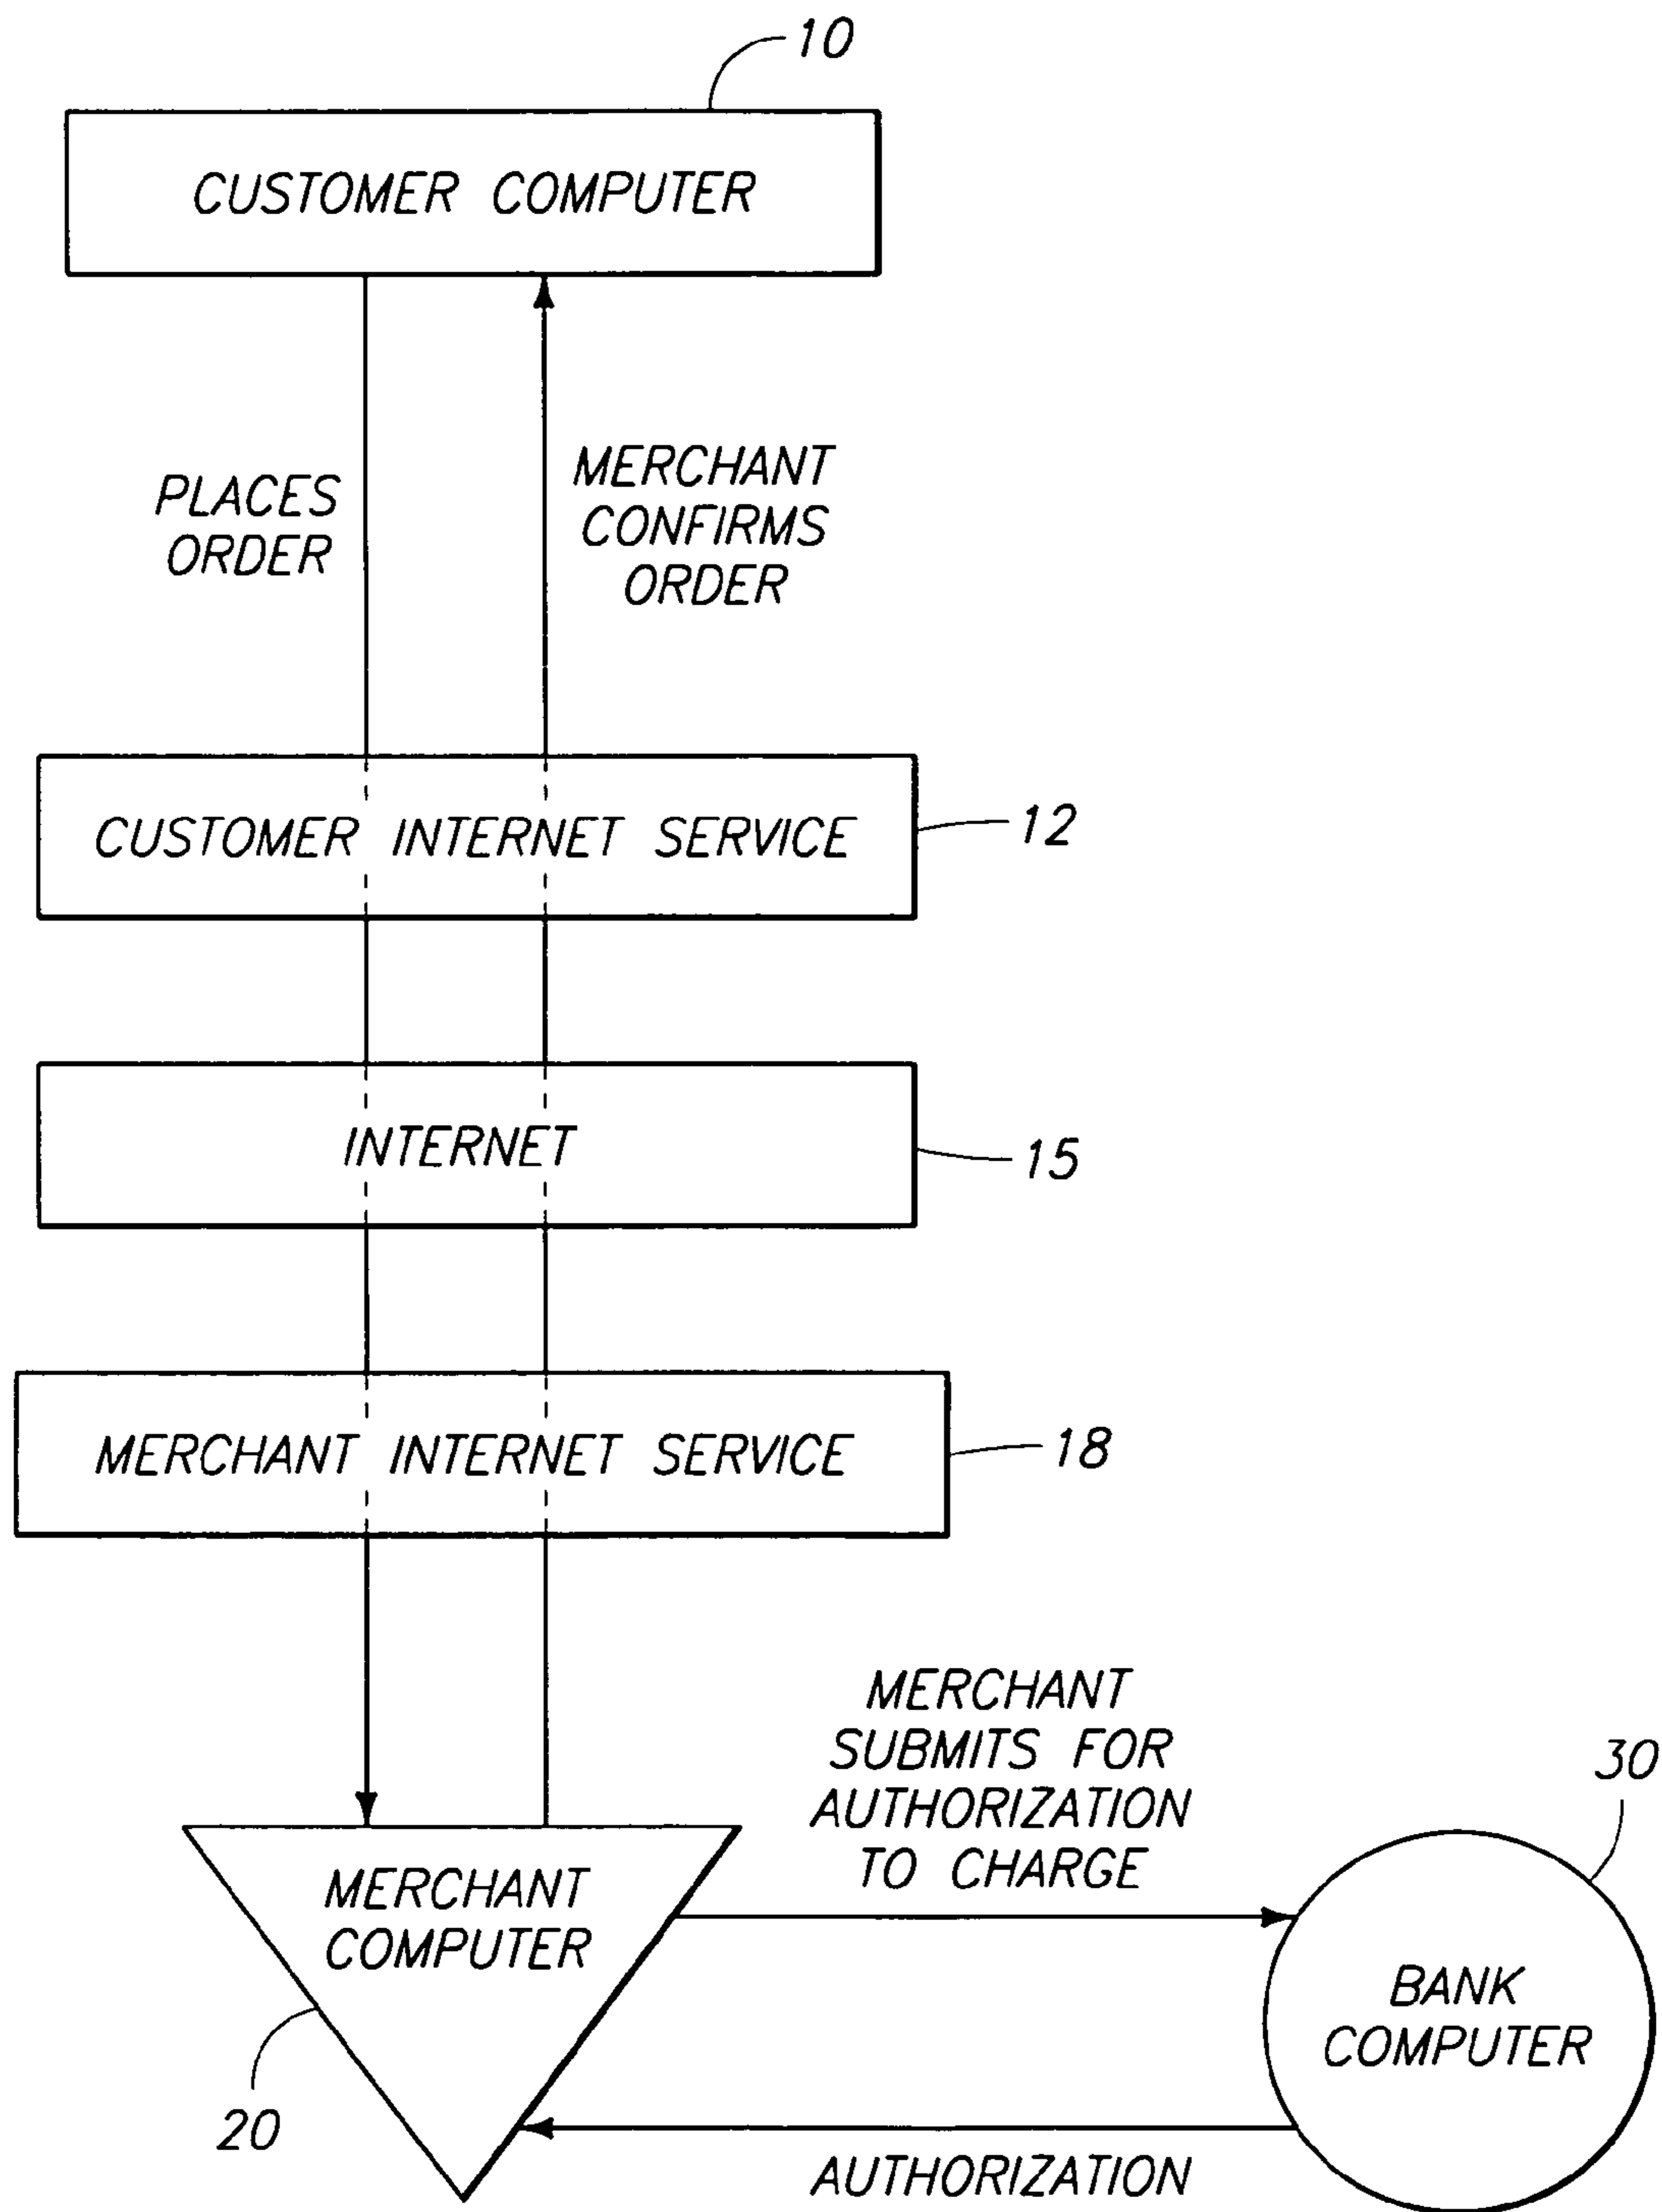 10
CUSTOMER COMPUTER
PLACES
ORDER
MERCHANT
CONFIRMS
ORDER
CUSTOMER INTERNET SERVICE
12
INTERNET
15
MERCHANT INTERNET SERVICE
18
MERCHANT
SUBMITS FOR
AUTHORIZATION
TO CHARGE
30
MERCHANT
COMPUTER
BANK
COMPUTER
20
AUTHORIZATION